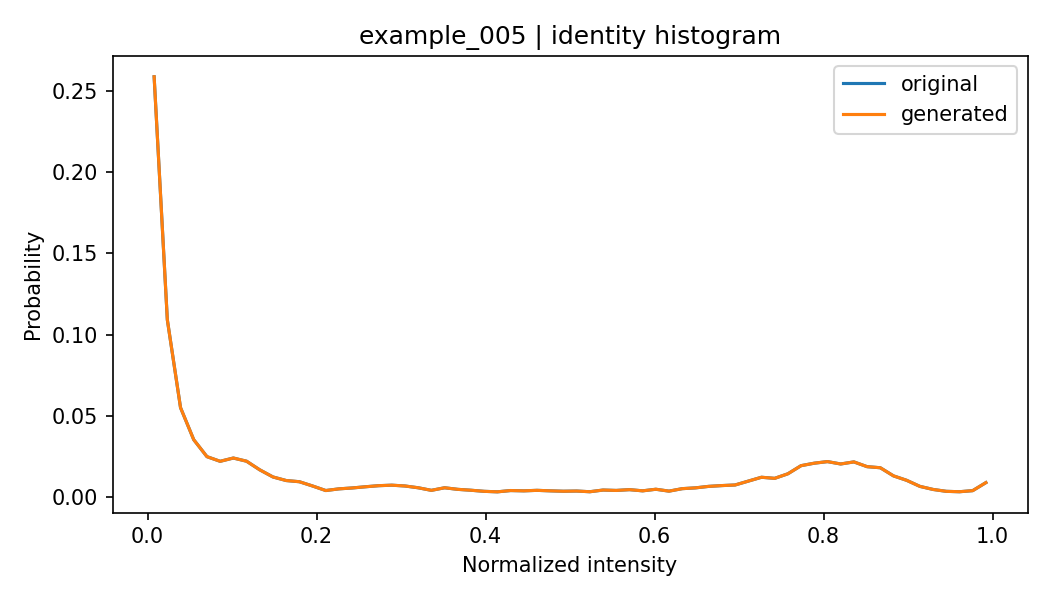 example_005 | identity histogram
original
generated
Probability
0.25
0.20
0.15
0.10
0.05
0.00
0.0 0.2 0.4 0.6 0.8 1.0
Normalized intensity